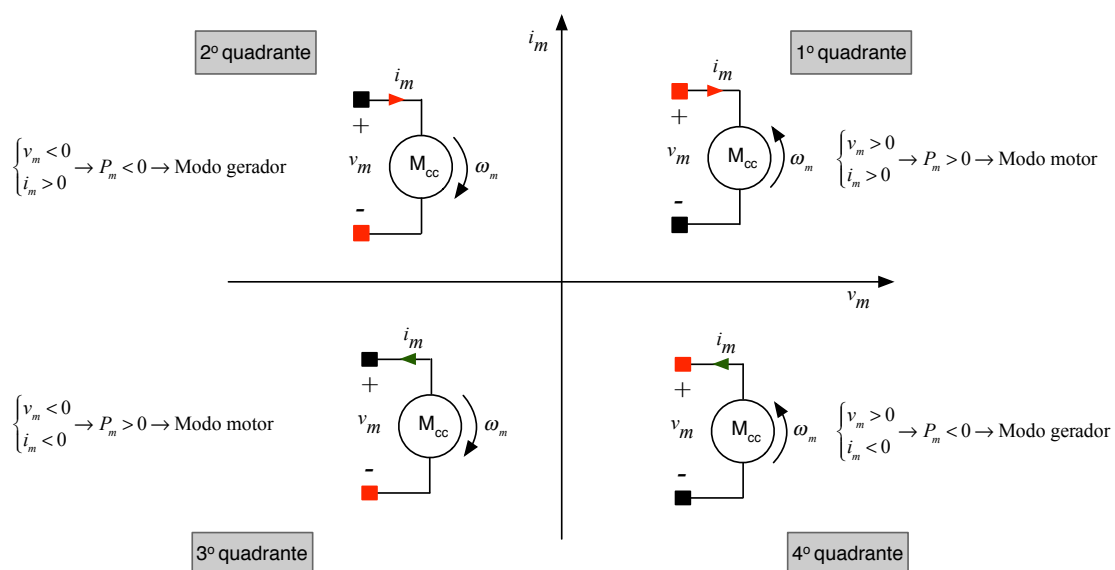 2º quadrante
i_m
v_m < 0
i_m > 0
→ P_m < 0 → Modo gerador
i_m
+
v_m
M_cc
ω_m
-
1º quadrante
i_m
+
v_m
M_cc
ω_m
-
v_m > 0
i_m > 0
→ P_m > 0 → Modo motor
v_m
v_m < 0
i_m < 0
→ P_m > 0 → Modo motor
i_m
+
v_m
M_cc
ω_m
-
3º quadrante
i_m
+
v_m
M_cc
ω_m
-
v_m > 0
i_m < 0
→ P_m < 0 → Modo gerador
4º quadrante